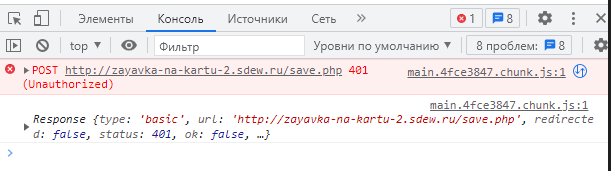 Элементы Консоль Источники Сеть » 1 8
top ▼ Фильтр Уровни по умолчанию ▼ 8 проблем: 8
▶POST http://zayavka-na-kartu-2.sdew.ru/save.php 401 main.4fce3847.chunk.js:1
(Unauthorized)
main.4fce3847.chunk.js:1
Response {type: 'basic', url: 'http://zayavka-na-kartu-2.sdew.ru/save.php', redirecte
▶ d: false, status: 401, ok: false, …}